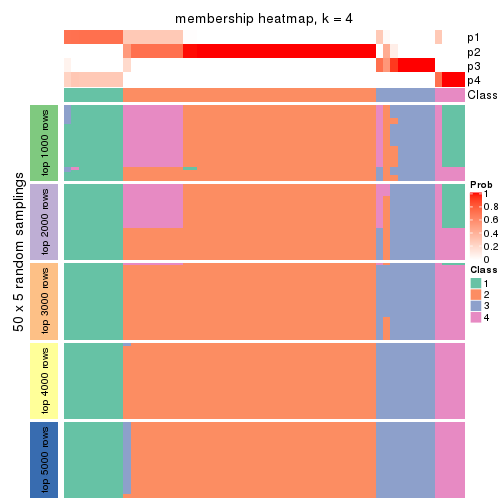 membership heatmap, k = 4
p1
p2
p3
p4
Class
50 x 5 random samplings
top 1000 rows
top 2000 rows
top 3000 rows
top 4000 rows
top 5000 rows
Prob
1
0.8
0.6
0.4
0.2
0
Class
1
2
3
4